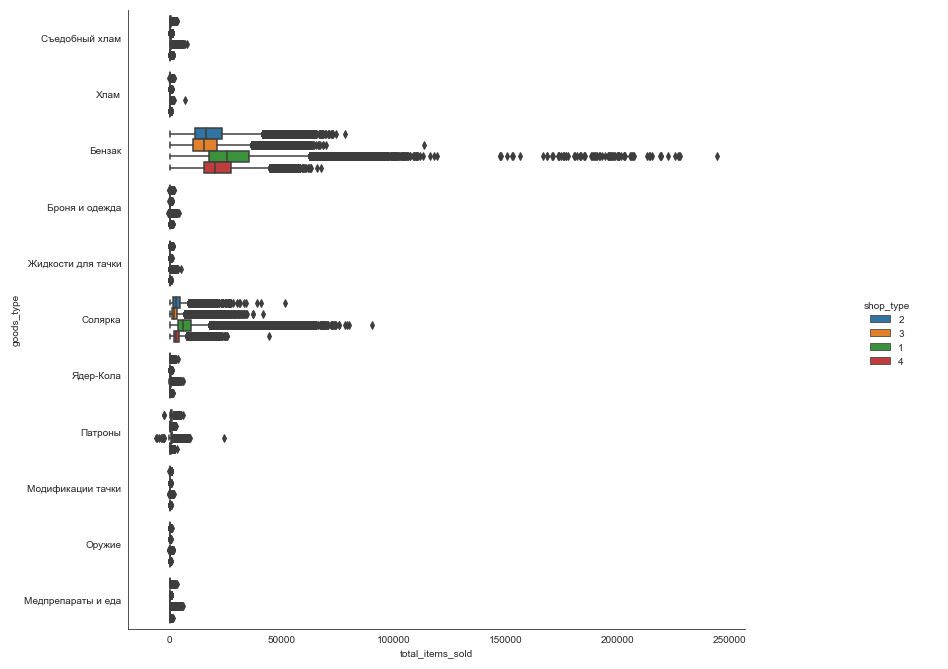 Съедобный хлам
Хлам
Бензак
Броня и одежда
Жидкости для тачки
Солярка
Ядер-Кола
Патроны
Модификации тачки
Оружие
Медпрепараты и еда
goods_type
0 50000 100000 150000 200000 250000
total_items_sold
shop_type
2
3
1
4